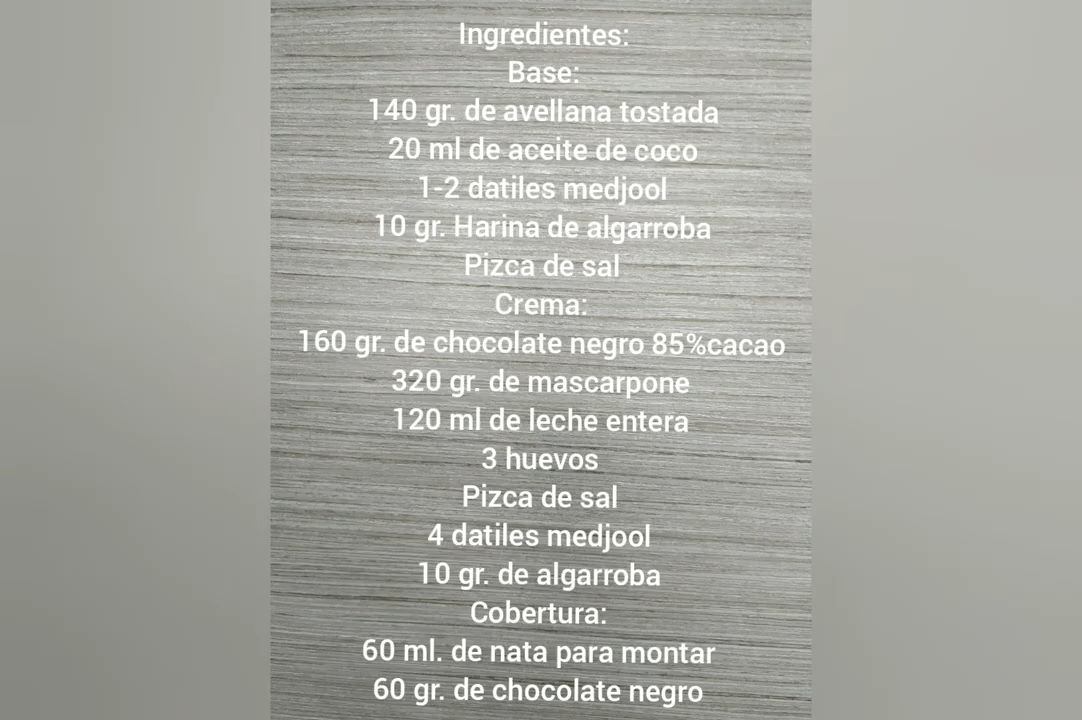 Ingredientes:
Base:
140 gr. de avellana tostada
20 ml de aceite de coco
1-2 datiles medjool
10 gr. Harina de algarroba
Pizca de sal
Crema:
160 gr. de chocolate negro 85%cacao
320 gr. de mascarpone
120 ml de leche entera
3 huevos
Pizca de sal
4 datiles medjool
10 gr. de algarroba
Cobertura:
60 ml. de nata para montar
60 gr. de chocolate negro